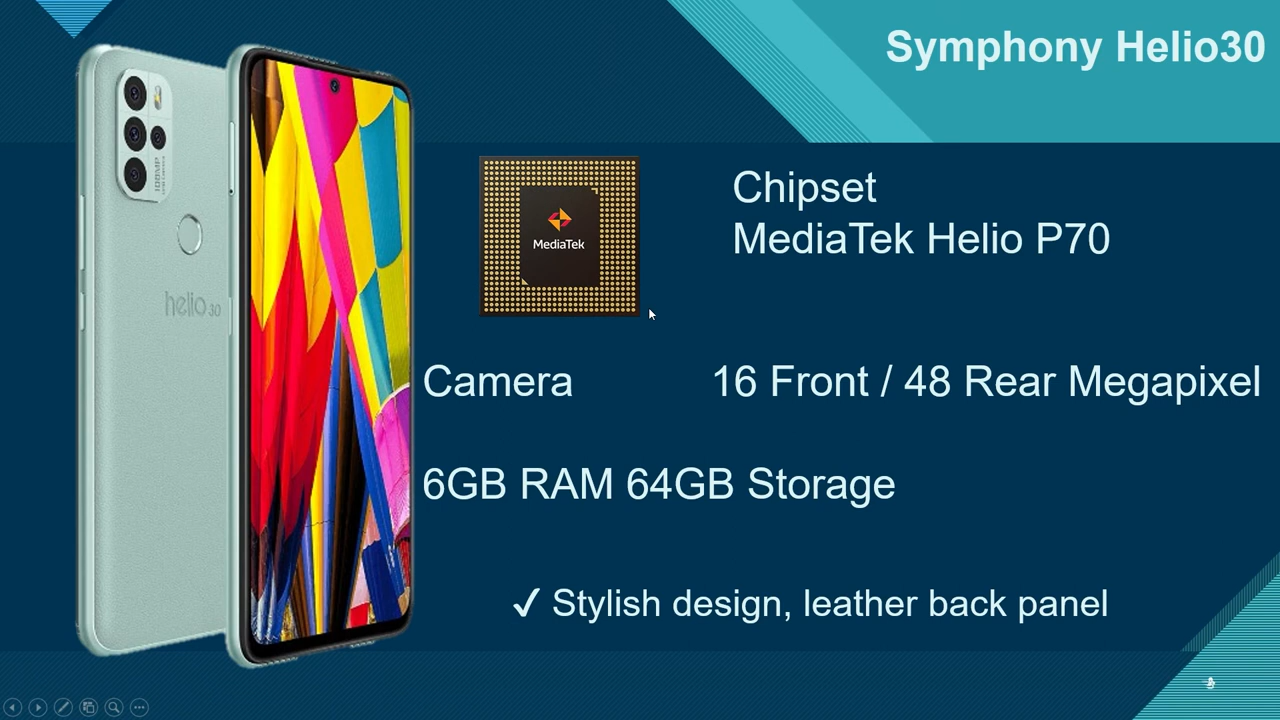 Symphony Helio30
MediaTek
Chipset
MediaTek Helio P70
helio 30
Camera
16 Front / 48 Rear Megapixel
6GB RAM 64GB Storage
✓ Stylish design, leather back panel